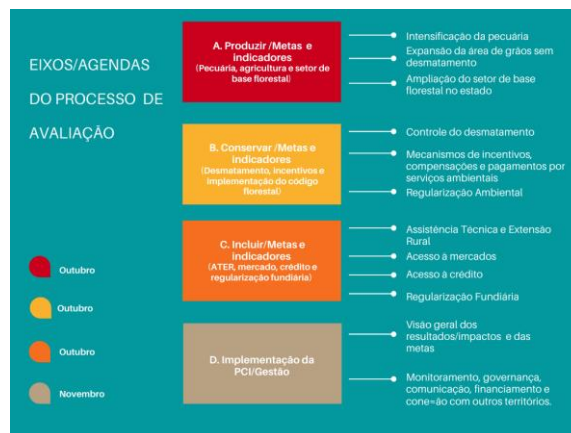 EIXOS/AGENDAS
DO PROCESSO DE
AVALIAÇÃO
A. Produzir /Metas e
indicadores
(Pecuária, agricultura e setor de
base florestal)
Intensificação da pecuária
Expansão da área de grãos sem
desmatamento
Ampliação do setor de base
florestal no estado
B. Conservar /Metas e
indicadores
(Desmatamento, incentivos e
implementação do código
florestal)
Controle do desmatamento
Mecanismos de incentivos,
compensações e pagamentos por
serviços ambientais
Regularização Ambiental
C. Incluir/Metas e
indicadores
(ATER, mercado, crédito e
regularização fundiária)
Assistência Técnica e Extensão
Rural
Acesso à mercados
Acesso à crédito
Regularização Fundiária
D. Implementação da
PCI/Gestão
Visão geral dos
resultados/impactos e das
metas
Monitoramento, governança,
comunicação, financiamento e
cone=ão com outros territórios.
Outubro
Outubro
Outubro
Novembro